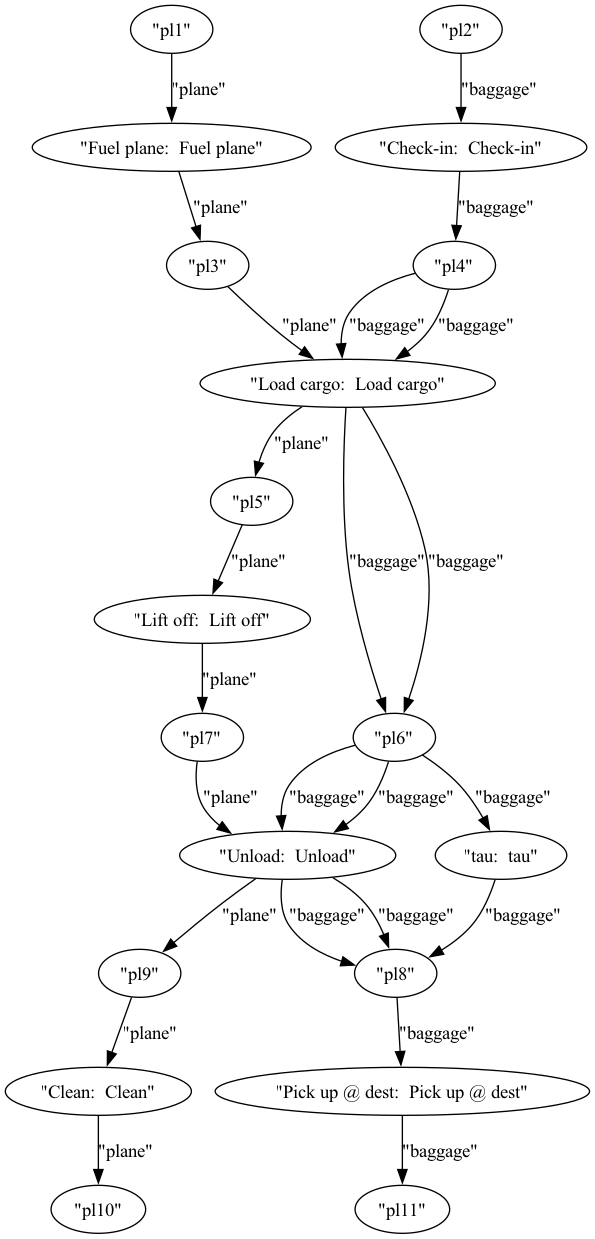 "pl1"
"pl2"
"plane"
"baggage"
"Fuel plane:  Fuel plane"
"Check-in:  Check-in"
"plane"
"baggage"
"pl3"
"pl4"
"plane"
"baggage"
"baggage"
"Load cargo:  Load cargo"
"plane"
"pl5"
"plane"
"baggage"
"baggage"
"Lift off:  Lift off"
"plane"
"pl7"
"pl6"
"plane"
"baggage"
"baggage"
"baggage"
"Unload:  Unload"
"tau:  tau"
"plane"
"baggage"
"baggage"
"baggage"
"pl9"
"pl8"
"plane"
"baggage"
"Clean:  Clean"
"Pick up @ dest:  Pick up @ dest"
"plane"
"baggage"
"pl10"
"pl11"